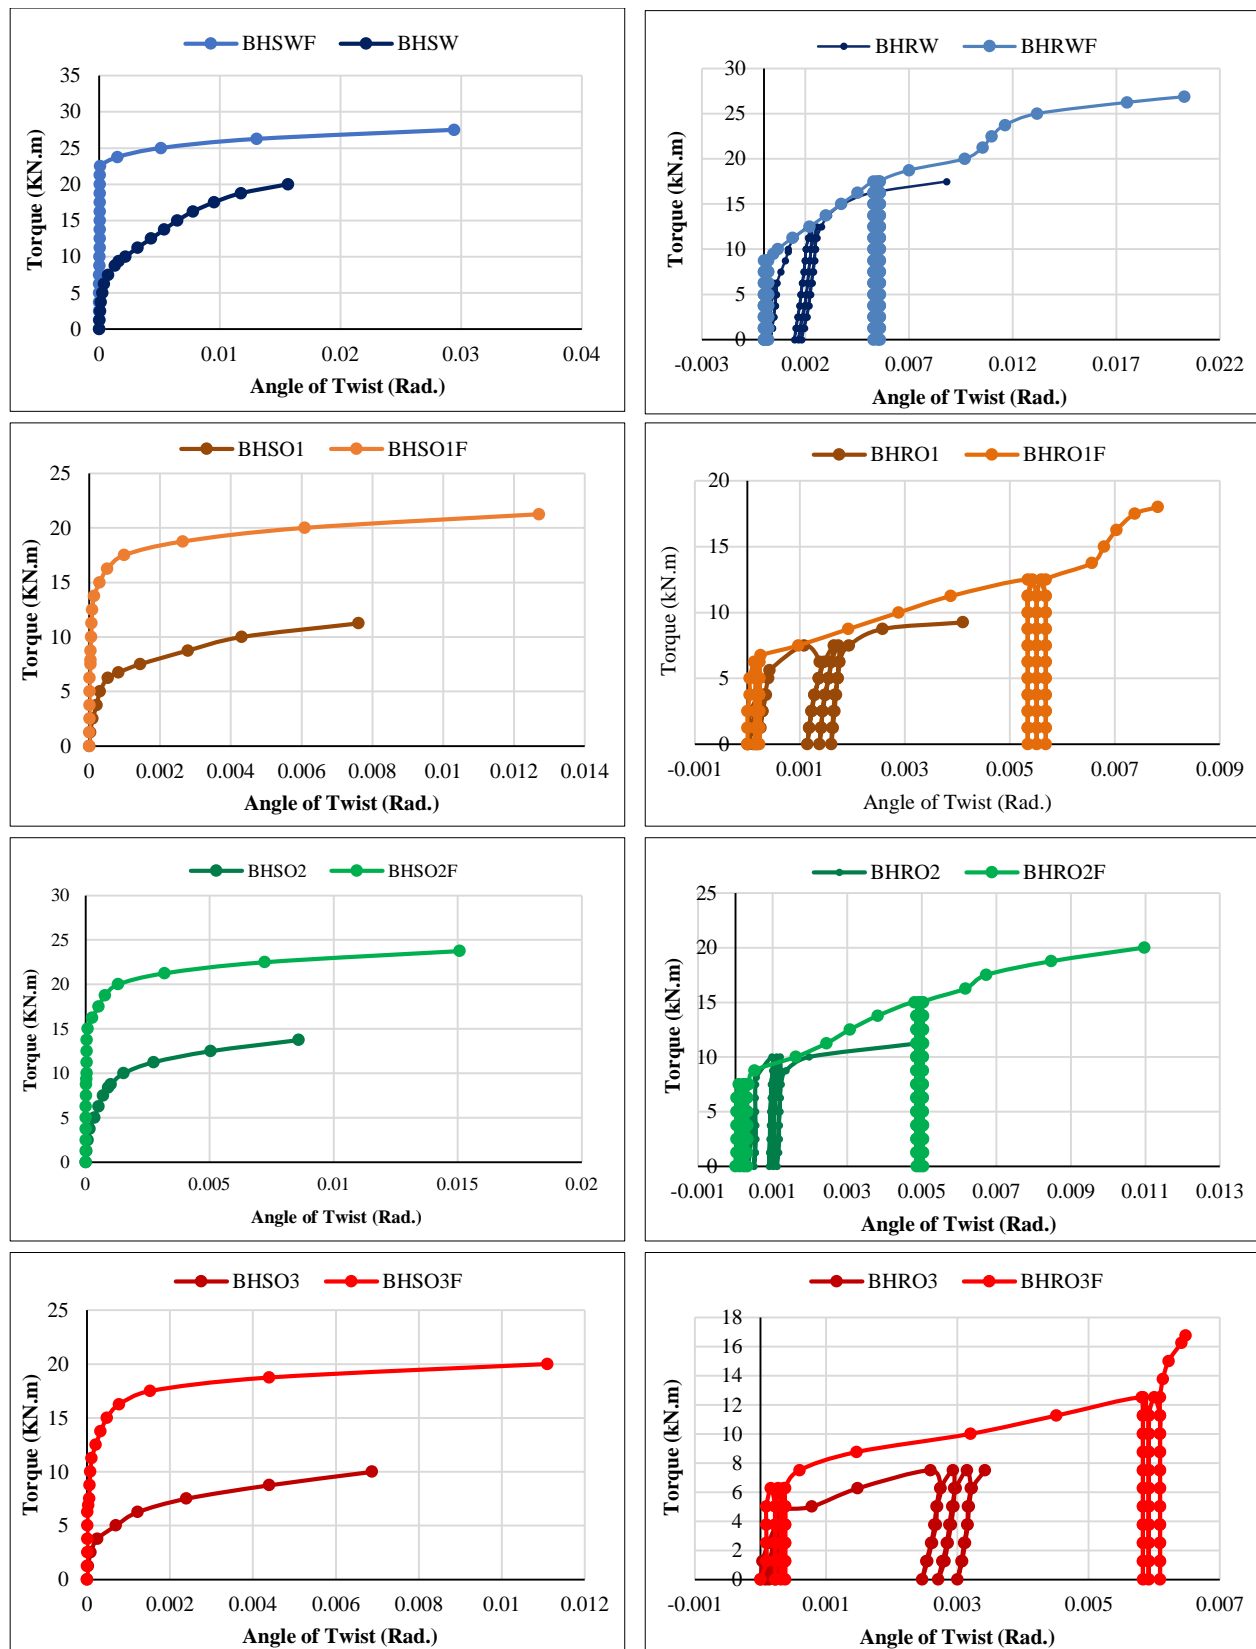 BHSWF BHSW
35
30
25
20
15
10
5
0
0 0.01 0.02 0.03 0.04
Torque (KN.m)
Angle of Twist (Rad.)
BHRW BHRWF
30
25
20
15
10
5
0
-0.003 0.002 0.007 0.012 0.017 0.022
Torque (kN.m)
Angle of Twist (Rad.)
BHSO1 BHSO1F
25
20
15
10
5
0
0 0.002 0.004 0.006 0.008 0.01 0.012 0.014
Torque (KN.m)
Angle of Twist (Rad.)
BHRO1 BHRO1F
20
15
10
5
0
-0.001 0.001 0.003 0.005 0.007 0.009
Torque (kN.m)
Angle of Twist (Rad.)
BHSO2 BHSO2F
30
25
20
15
10
5
0
0 0.005 0.01 0.015 0.02
Torque (KN.m)
Angle of Twist (Rad.)
BHRO2 BHRO2F
25
20
15
10
5
0
-0.001 0.001 0.003 0.005 0.007 0.009 0.011 0.013
Torque (kN.m)
Angle of Twist (Rad.)
BHSO3 BHSO3F
25
20
15
10
5
0
0 0.002 0.004 0.006 0.008 0.01 0.012
Torque (KN.m)
Angle of Twist (Rad.)
BHRO3 BHRO3F
18
16
14
12
10
8
6
4
2
0
-0.001 0.001 0.003 0.005 0.007
Torque (kN.m)
Angle of Twist (Rad.)